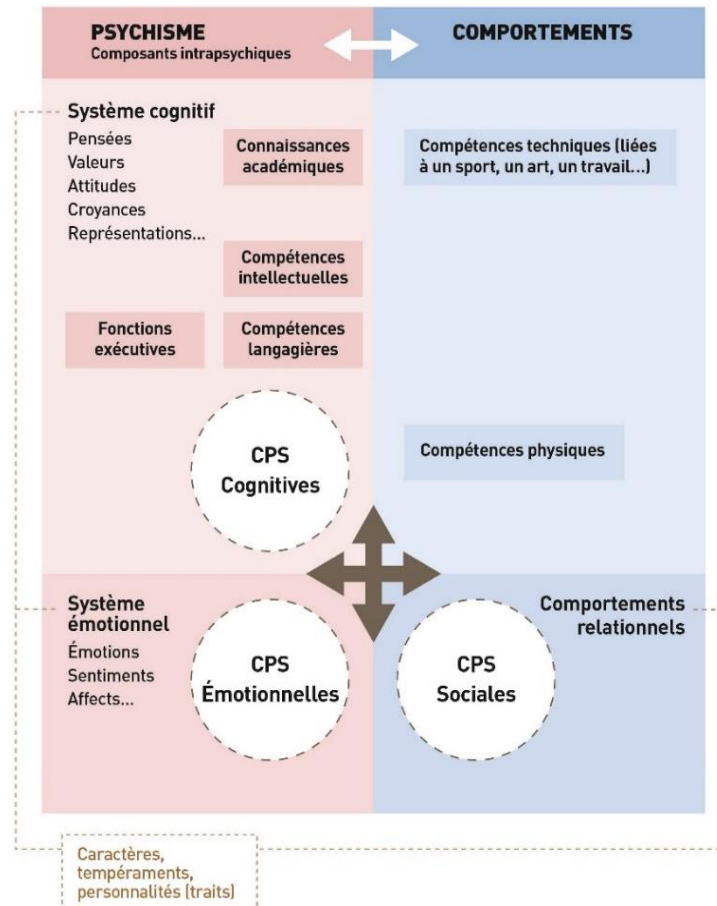 PSYCHISME
Composants intrapsychiques
COMPORTEMENTS
Système cognitif
Pensées
Valeurs
Attitudes
Croyances
Représentations...
Connaissances
académiques
Compétences
intellectuelles
Fonctions
exécutives
Compétences
langagières
CPS
Cognitives
Compétences techniques (liées
à un sport, un art, un travail...)
Compétences physiques
Système
émotionnel
Émotions
Sentiments
Affects...
CPS
Émotionnelles
CPS
Sociales
Comportements
relationnels
Caractères,
tempéraments,
personnalités (traits)